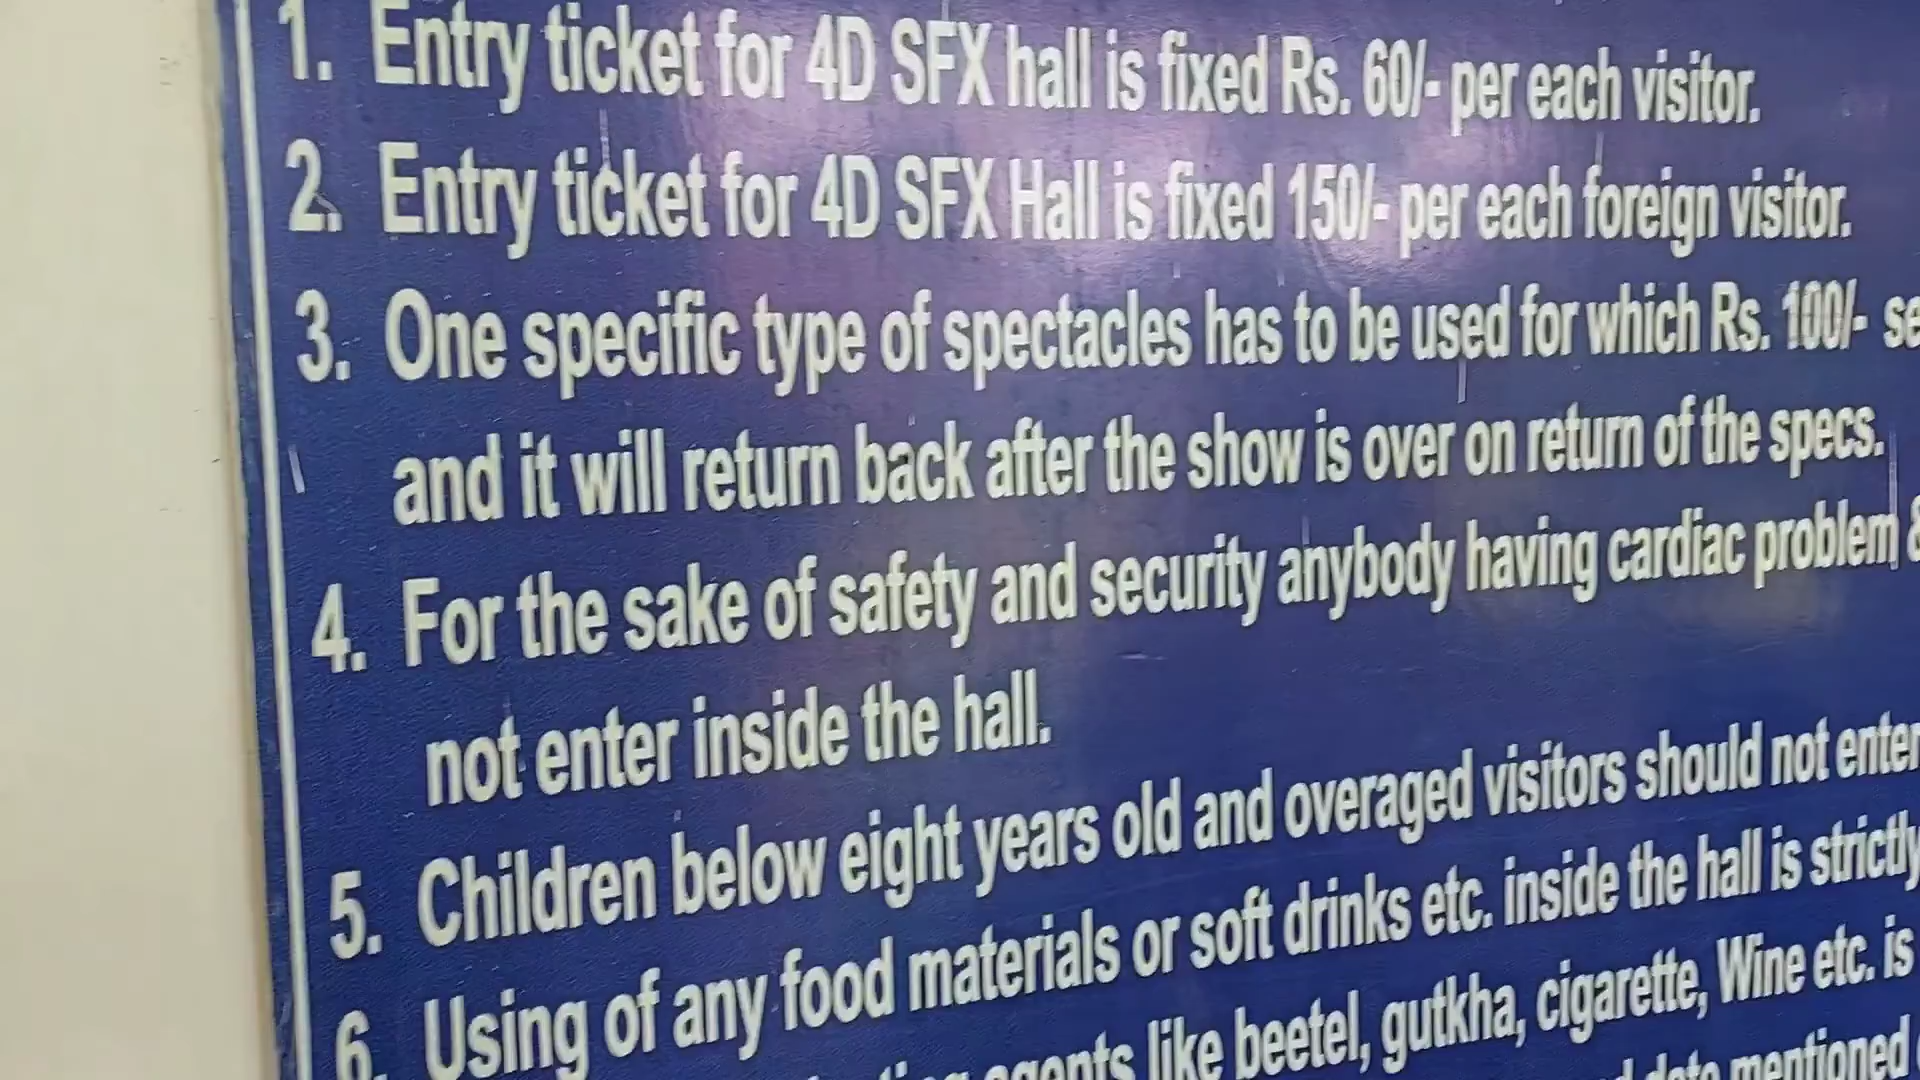 1. Entry ticket for 4D SFX hall is fixed Rs. 60/- per each visitor.
2. Entry ticket for 4D SFX Hall is fixed 150/- per each foreign visitor.
3. One specific type of spectacles has to be used for which Rs. 100/-
and it will return back after the show is over on return of the specs.
4. For the sake of safety and security anybody having cardiac problem
not enter inside the hall.
5. Children below eight years old and overaged visitors should not enter
6. Using of any food materials or soft drinks etc. inside the hall is strictly
agents like beetel, gutkha, cigarette, Wine etc. is
date mentioned